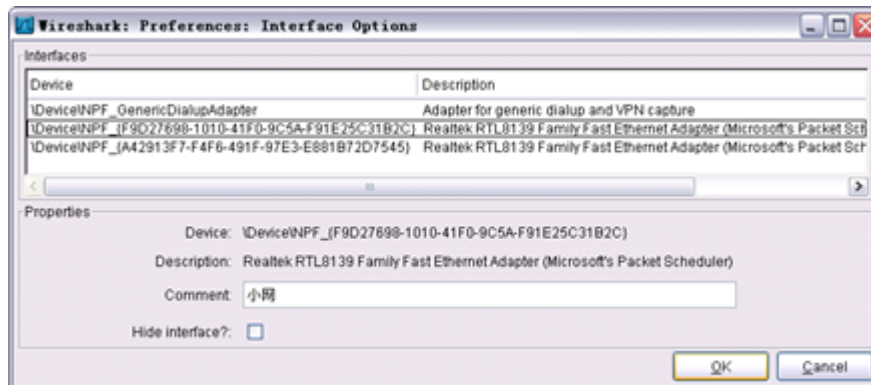 Wireshark: Preferences: Interface Options
Interfaces
Device Description
\Device\NPF_GenericDialupAdapter Adapter for generic dialup and VPN capture
\Device\NPF_{F9D27698-1010-41F0-9C5A-F91E25C31B2C} Realtek RTL8139 Family Fast Ethernet Adapter (Microsoft's Packet Sch
\Device\NPF_{A42913F7-F4F6-491F-97E3-E881B72D7545} Realtek RTL8139 Family Fast Ethernet Adapter (Microsoft's Packet Sch
Properties
Device: \Device\NPF_{F9D27698-1010-41F0-9C5A-F91E25C31B2C}
Description: Realtek RTL8139 Family Fast Ethernet Adapter (Microsoft's Packet Scheduler)
Comment: 小网
Hide interface?:
OK Cancel